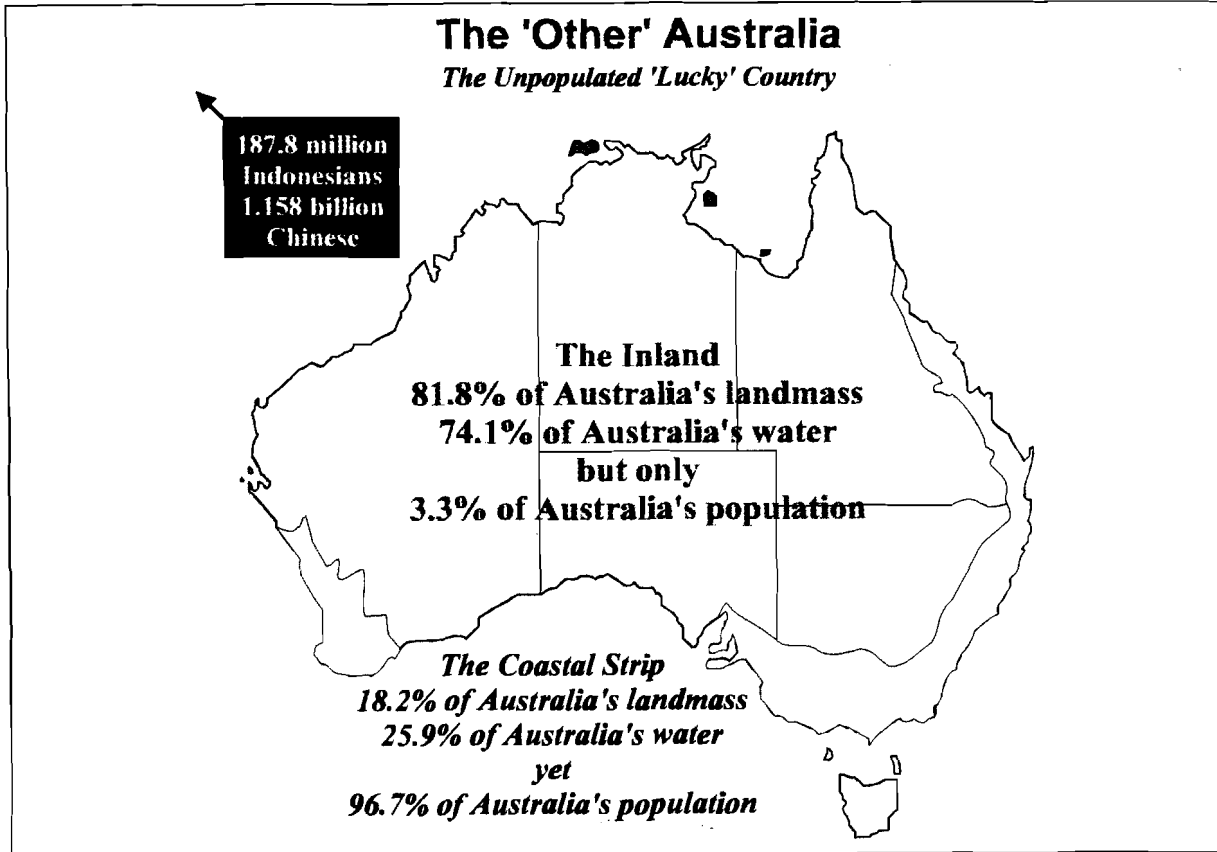 The 'Other' Australia
The Unpopulated 'Lucky' Country
187.8 million
Indonesians
1.158 billion
Chinese
The Inland
81.8% of Australia's landmass
74.1% of Australia's water
but only
3.3% of Australia's population
The Coastal Strip
18.2% of Australia's landmass
25.9% of Australia's water
yet
96.7% of Australia's population